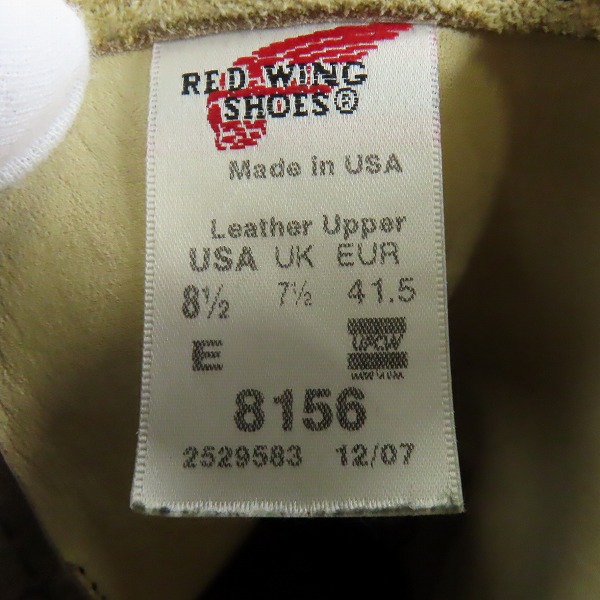 RED WING
SHOES®
Made in USA
Leather Upper
USA UK EUR
8½ 7½ 41.5
E UFCW
8156
2529583 12/07